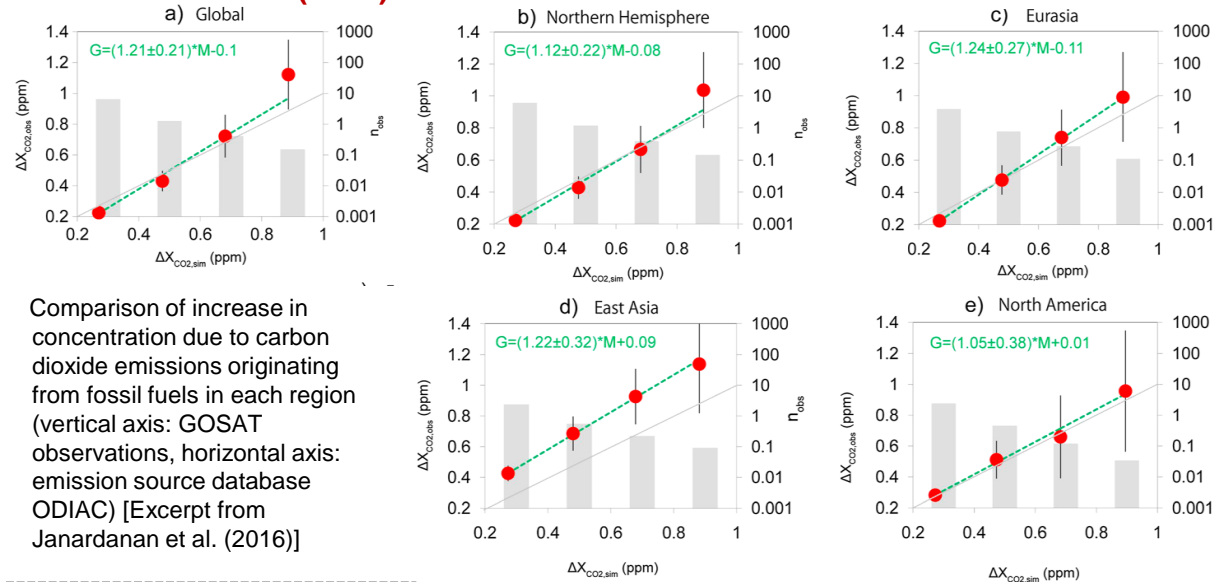 a) Global
G=(1.21±0.21)*M-0.1
ΔX_CO2,obs (ppm)
1.4
1.2
1
0.8
0.6
0.4
0.2
1000
100
10
1
0.1
0.01
0.001
n_obs
0.2 0.4 0.6 0.8 1
ΔX_CO2,sim (ppm)
b) Northern Hemisphere
G=(1.12±0.22)*M-0.08
ΔX_CO2,obs (ppm)
1.4
1.2
1
0.8
0.6
0.4
0.2
1000
100
10
1
0.1
0.01
0.001
0.2 0.4 0.6 0.8 1
ΔX_CO2,sim (ppm)
c) Eurasia
G=(1.24±0.27)*M-0.11
ΔX_CO2,obs (ppm)
1.4
1.2
1
0.8
0.6
0.4
0.2
1000
100
10
1
0.1
0.01
0.001
0.2 0.4 0.6 0.8 1
ΔX_CO2,sim (ppm)
Comparison of increase in
concentration due to carbon
dioxide emissions originating
from fossil fuels in each region
(vertical axis: GOSAT
observations, horizontal axis:
emission source database
ODIAC) [Excerpt from
Janardanan et al. (2016)]
d) East Asia
G=(1.22±0.32)*M+0.09
ΔX_CO2,obs (ppm)
1.4
1.2
1
0.8
0.6
0.4
0.2
1000
100
10
1
0.1
0.01
0.001
n_obs
0.2 0.4 0.6 0.8 1
ΔX_CO2,sim (ppm)
e) North America
G=(1.05±0.38)*M+0.01
ΔX_CO2,obs (ppm)
1.4
1.2
1
0.8
0.6
0.4
0.2
1000
100
10
1
0.1
0.01
0.001
0.2 0.4 0.6 0.8 1
ΔX_CO2,sim (ppm)